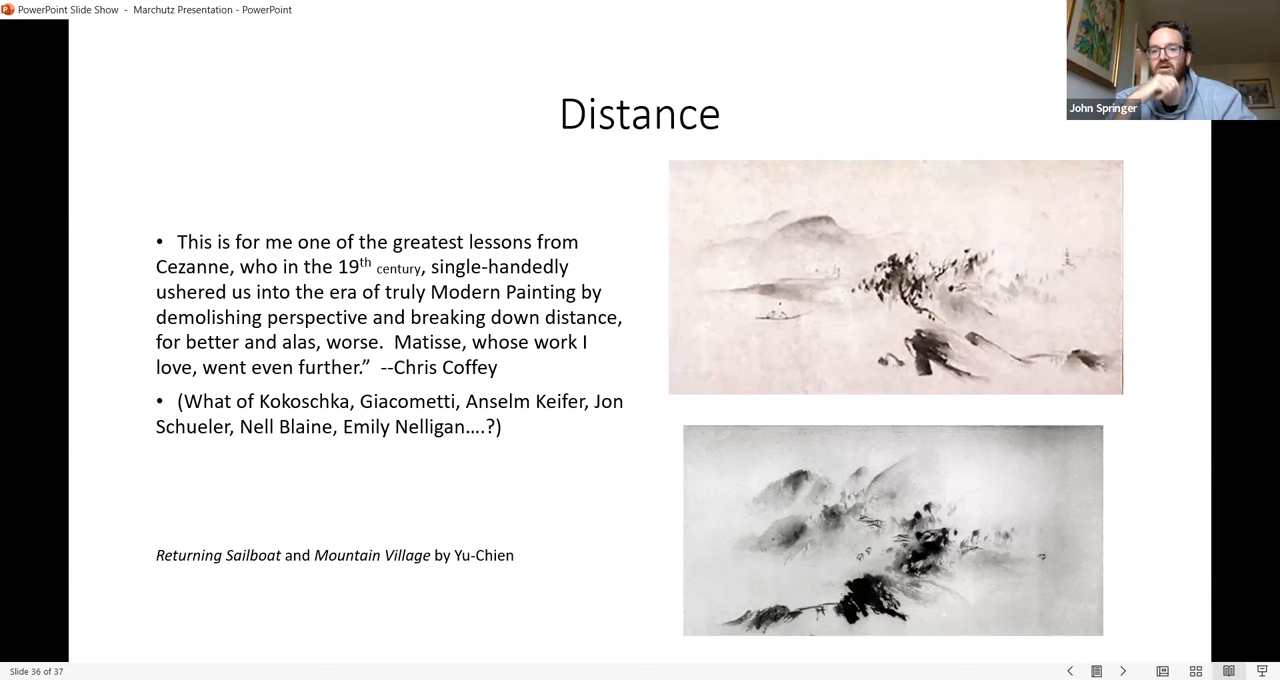 PowerPoint Slide Show - Marchutz Presentation - PowerPoint
John Springer
Distance
• This is for me one of the greatest lessons from
Cezanne, who in the 19th century, single-handedly
ushered us into the era of truly Modern Painting by
demolishing perspective and breaking down distance,
for better and alas, worse. Matisse, whose work I
love, went even further.” --Chris Coffey
• (What of Kokoschka, Giacometti, Anselm Keifer, Jon
Schueler, Nell Blaine, Emily Nelligan….?)
Returning Sailboat and Mountain Village by Yu-Chien
Slide 36 of 37